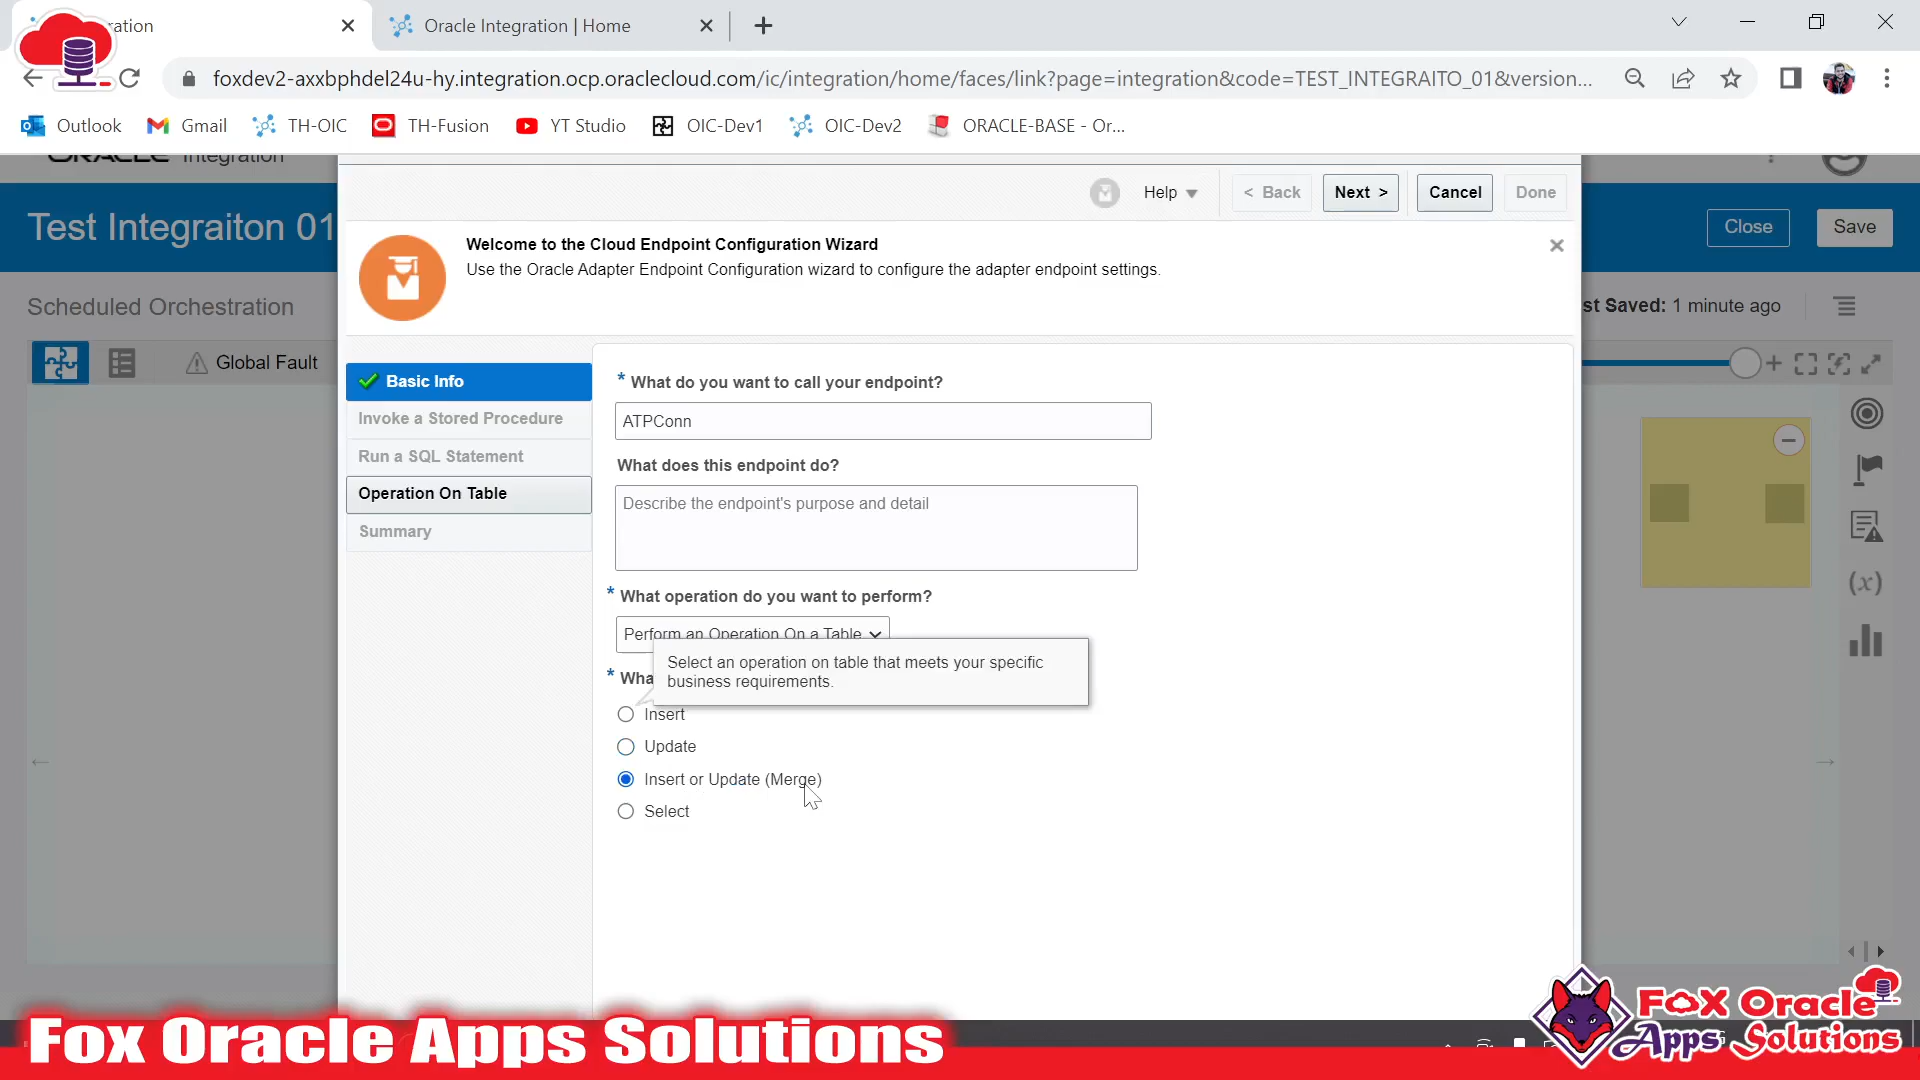 ration
Oracle Integration | Home
foxdev2-axxbphdel24u-hy.integration.ocp.oraclecloud.com/ic/integration/home/faces/link?page=integration&code=TEST_INTEGRAITO_01&version...
Outlook
Gmail
TH-OIC
TH-Fusion
YT Studio
OIC-Dev1
OIC-Dev2
ORACLE-BASE - Or...
ORACLE Integration
Help
< Back
Next >
Cancel
Done
Test Integraiton 01
Close
Save
Welcome to the Cloud Endpoint Configuration Wizard
Use the Oracle Adapter Endpoint Configuration wizard to configure the adapter endpoint settings.
Scheduled Orchestration
st Saved: 1 minute ago
Global Fault
Basic Info
Invoke a Stored Procedure
Run a SQL Statement
Operation On Table
Summary
* What do you want to call your endpoint?
ATPConn
What does this endpoint do?
Describe the endpoint's purpose and detail
* What operation do you want to perform?
Perform an Operation On a Table
* Wha
Select an operation on table that meets your specific
business requirements.
Insert
Update
Insert or Update (Merge)
Select
(x)
Fox Oracle Apps Solutions
Fox Oracle
Apps Solutions